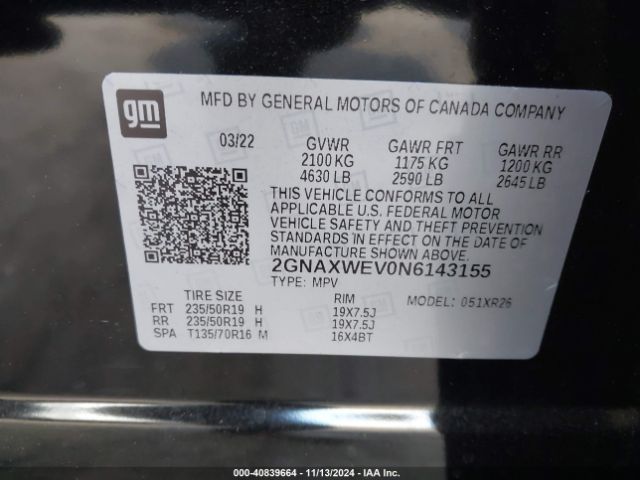 gm
MFD BY GENERAL MOTORS OF CANADA COMPANY
03/22 GVWR GAWR FRT GAWR RR
2100 KG 1175 KG 1200 KG
4630 LB 2590 LB 2645 LB
THIS VEHICLE CONFORMS TO ALL
APPLICABLE U.S. FEDERAL MOTOR
VEHICLE SAFETY AND THEFT PREVENTION
STANDARDS IN EFFECT ON THE DATE OF
MANUFACTURE SHOWN ABOVE.
2GNAXWEV0N6143155
TYPE: MPV
TIRE SIZE RIM MODEL: 051XR26
FRT 235/50R19 H 19X7.5J
RR 235/50R19 H 19X7.5J
SPA T135/70R16 M 16X4BT
000-40839664 - 11/13/2024 - IAA Inc.